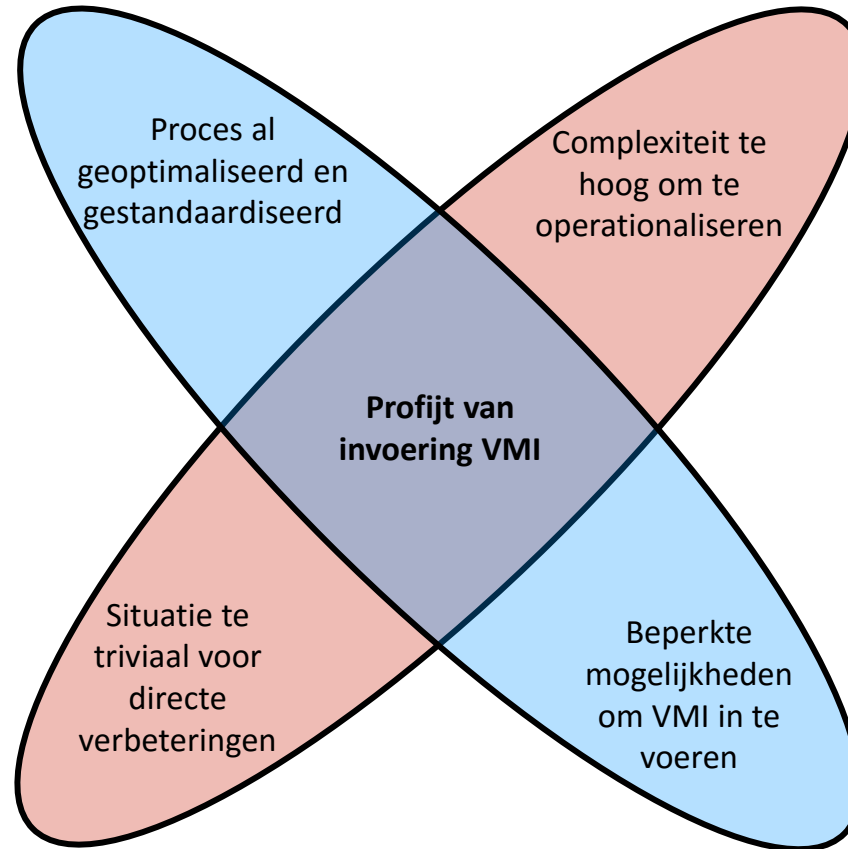 Proces al
geoptimaliseerd en
gestandaardiseerd
Complexiteit te
hoog om te
operationaliseren
Profijt van
invoering VMI
Situatie te
triviaal voor
directe
verbeteringen
Beperkte
mogelijkheden
om VMI in te
voeren